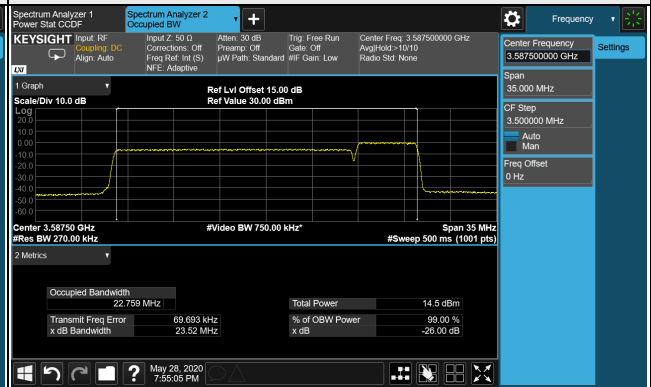 Spectrum Analyzer 1
Power Stat CCDF
Spectrum Analyzer 2
Occupied BW
Frequency
KEYSIGHT
Input: RF
Coupling: DC
Align: Auto
Input Z: 50 Ω
Corrections: Off
Freq Ref: Int (S)
NFE: Adaptive
Atten: 30 dB
Preamp: Off
µW Path: Standard
Trig: Free Run
Gate: Off
#IF Gain: Low
Center Freq: 3.587500000 GHz
Avg|Hold:>10/10
Radio Std: None
LNI
Center Frequency
3.587500000 GHz
Settings
Span
35.000 MHz
CF Step
3.500000 MHz
Auto
Man
Freq Offset
0 Hz
1 Graph
Scale/Div 10.0 dB
Ref Lvl Offset 15.00 dB
Ref Value 30.00 dBm
Log
20.0
10.0
0.00
-10.0
-20.0
-30.0
-40.0
-50.0
-60.0
Center 3.58750 GHz
#Video BW 750.00 kHz*
Span 35 MHz
#Res BW 270.00 kHz
#Sweep 500 ms (1001 pts)
2 Metrics
Occupied Bandwidth
22.759 MHz
Total Power 14.5 dBm
Transmit Freq Error 69.693 kHz
% of OBW Power 99.00 %
x dB Bandwidth 23.52 MHz
x dB -26.00 dB
?
May 28, 2020
7:55:05 PM